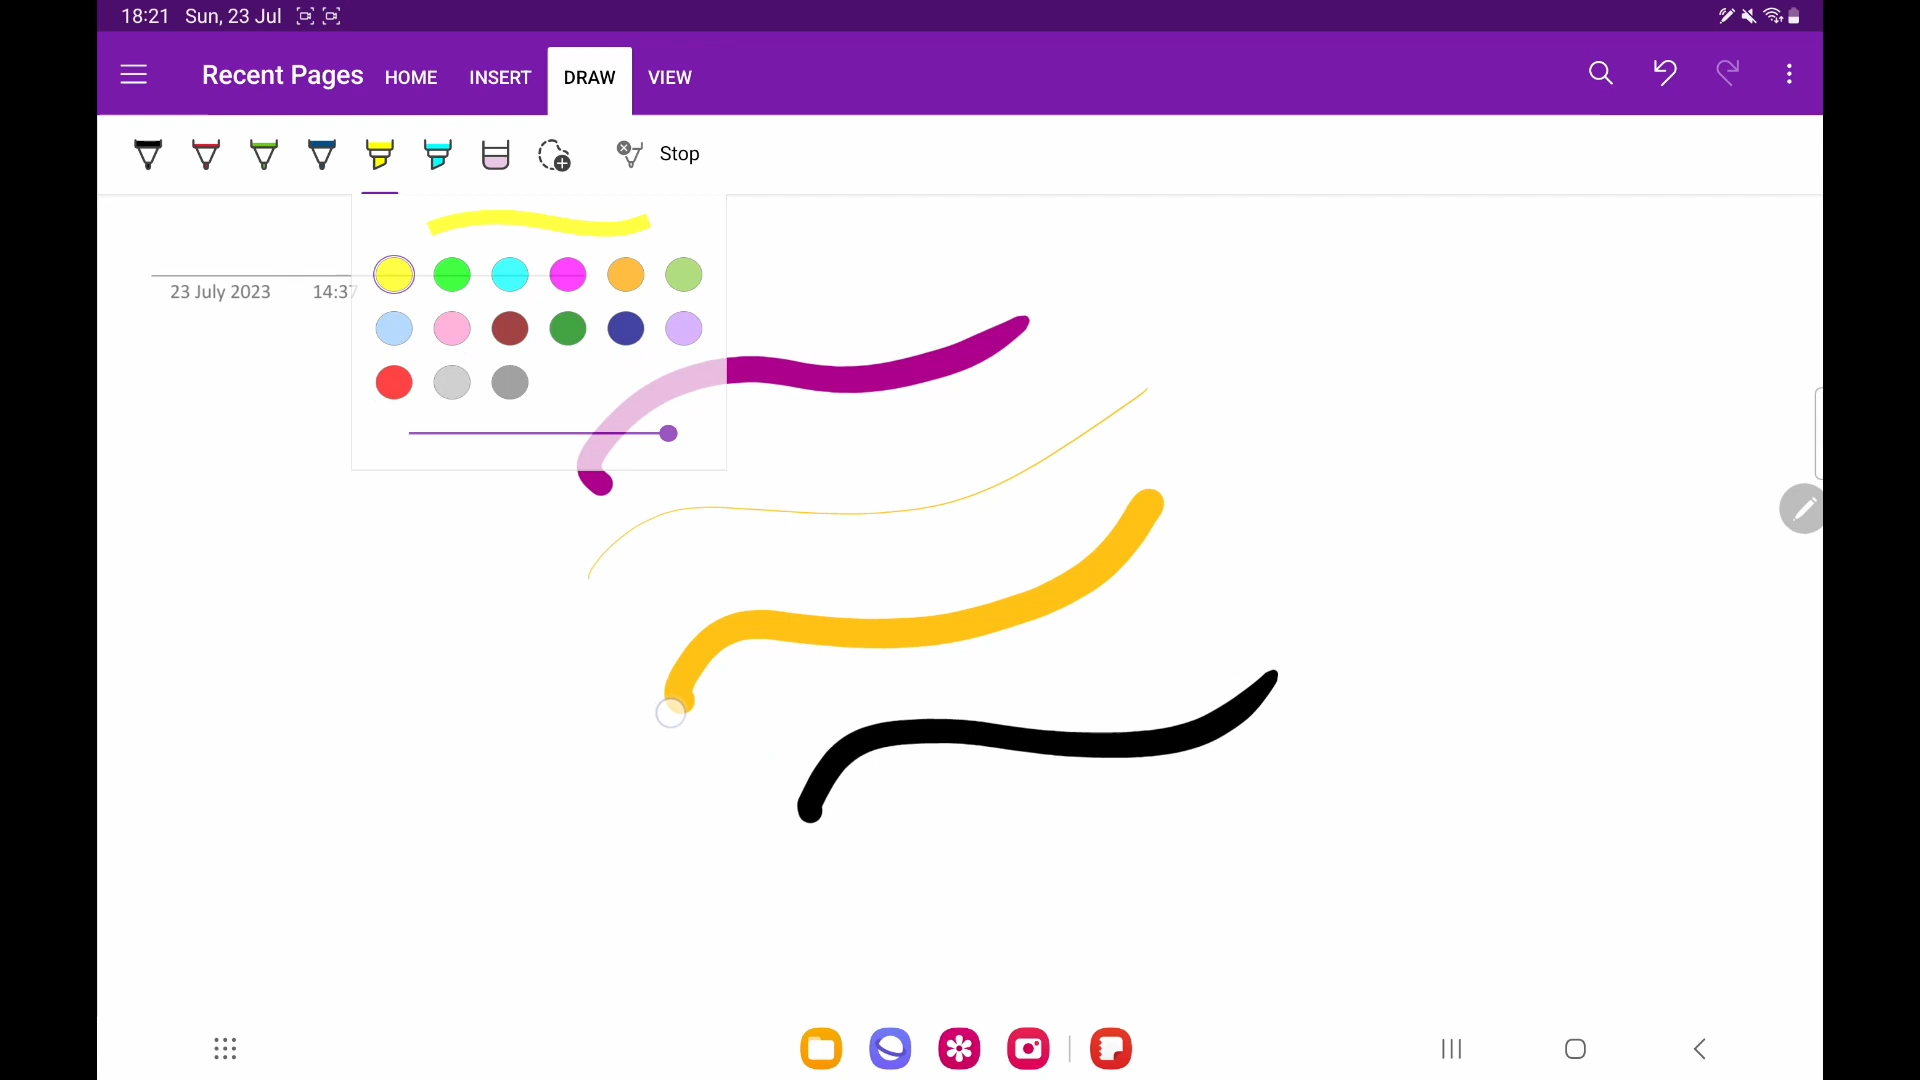 18:21 Sun, 23 Jul
Recent Pages HOME INSERT DRAW VIEW
Stop
23 July 2023 14:37